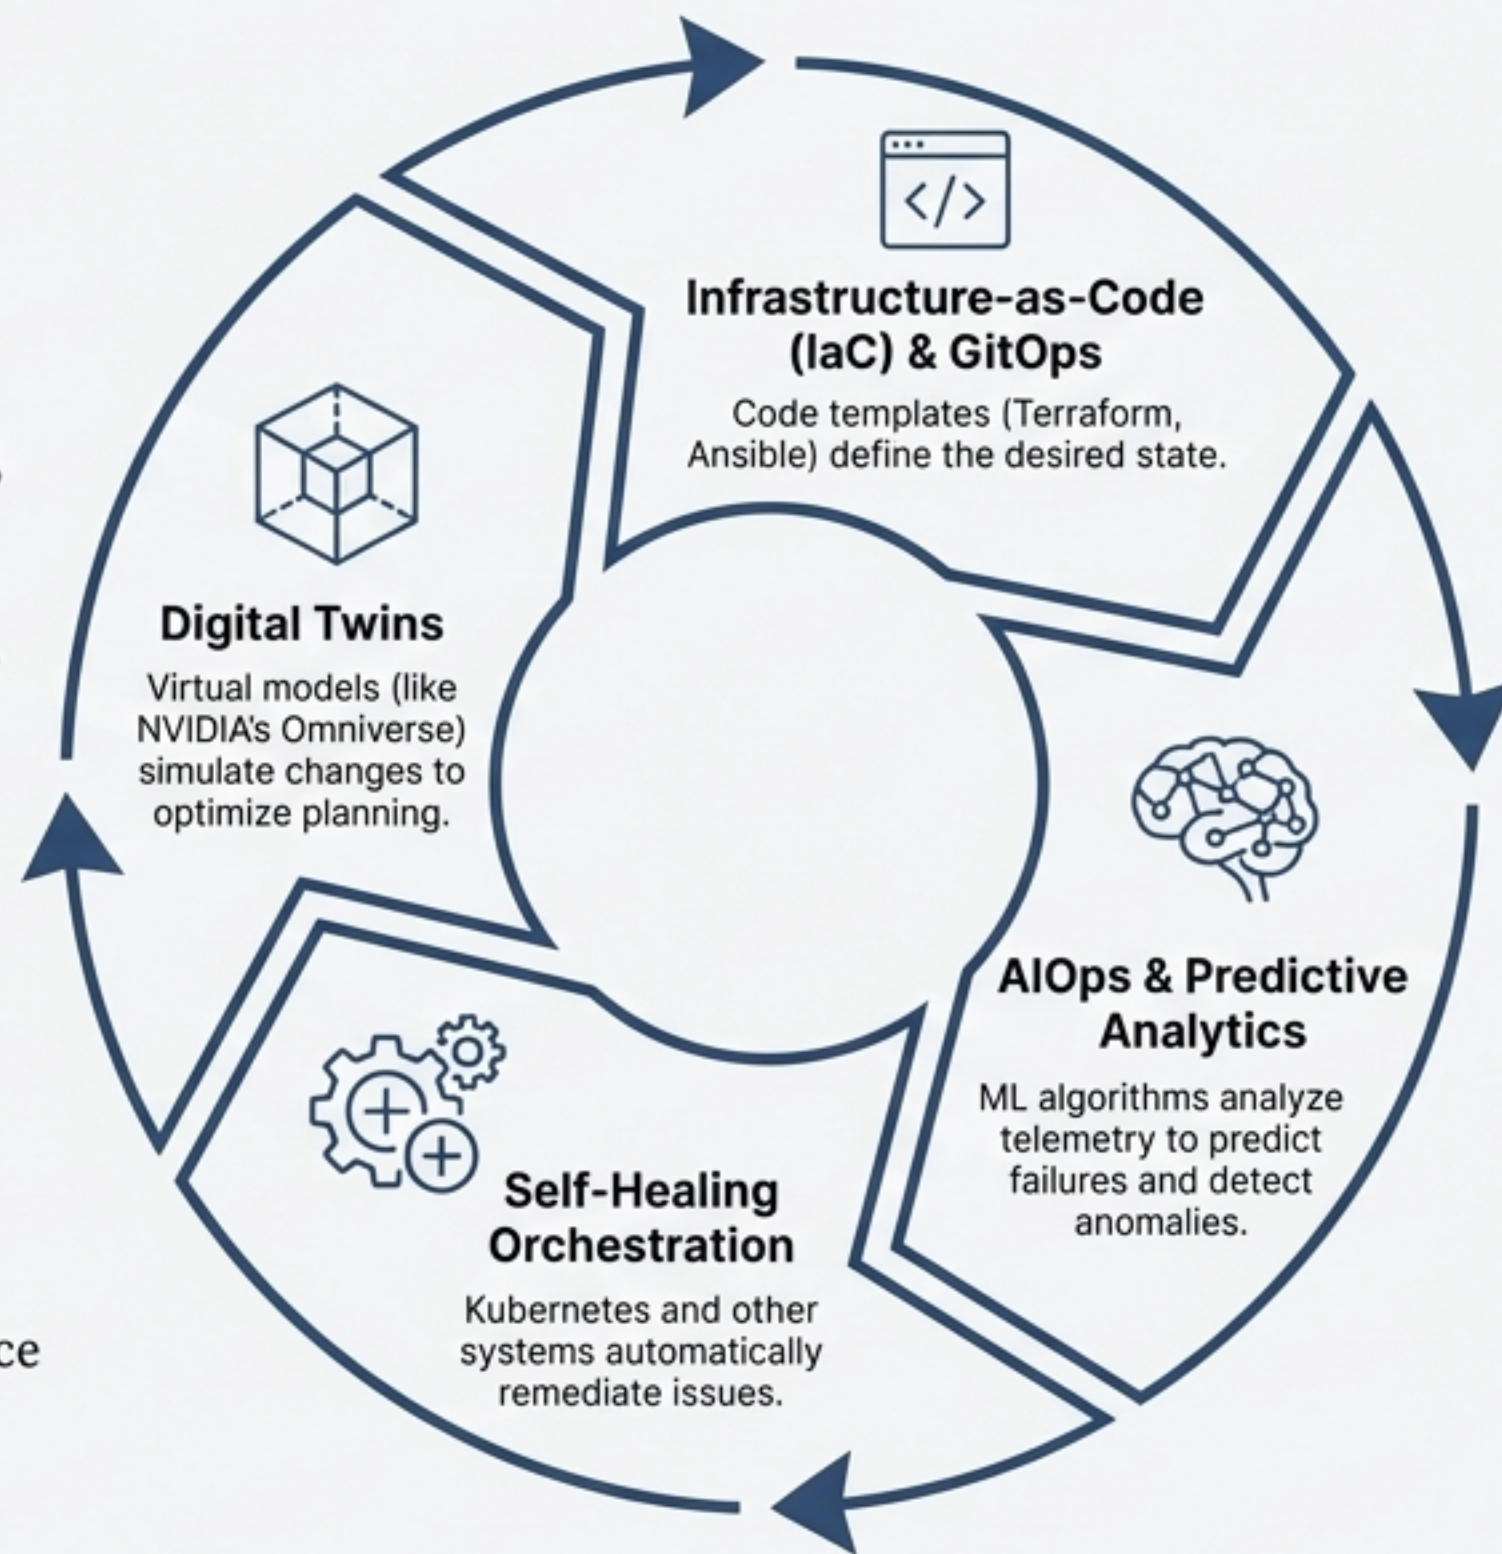 Infrastructure-as-Code
(IaC) & GitOps
Code templates (Terraform,
Ansible) define the desired state.
Digital Twins
Virtual models (like
NVIDIA's Omniverse)
simulate changes to
optimize planning.
AIOps & Predictive
Analytics
ML algorithms analyze
telemetry to predict
failures and detect
anomalies.
Self-Healing
Orchestration
Kubernetes and other
systems automatically
remediate issues.
ce